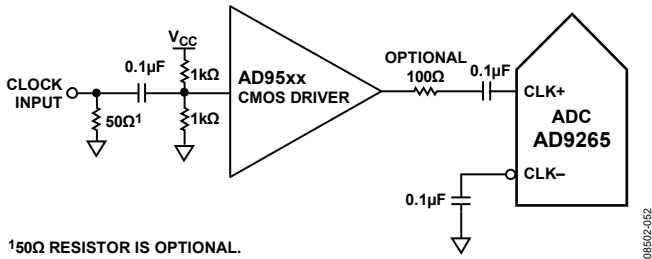 V_CC
0.1µF
1kΩ
CLOCK
INPUT
50Ω¹
1kΩ
AD95xx
CMOS DRIVER
OPTIONAL
100Ω
0.1µF
CLK+
ADC
AD9265
CLK–
0.1µF
¹50Ω RESISTOR IS OPTIONAL.
08502-052